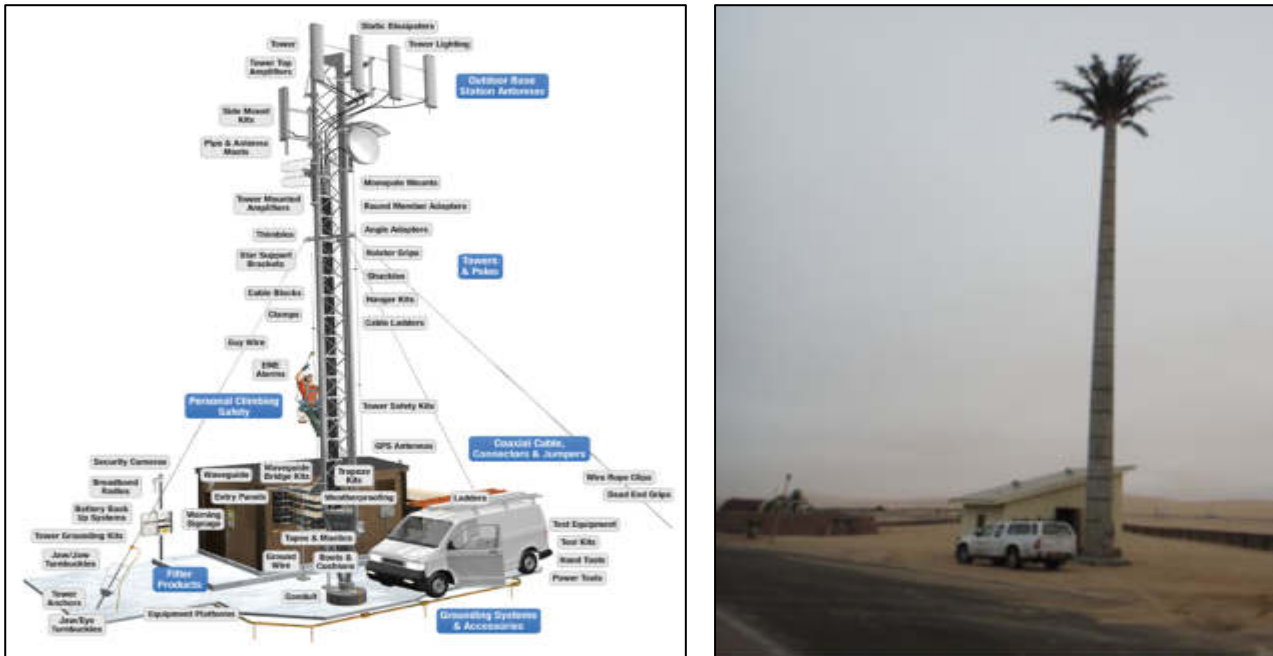 Static Dissipaters
Tower
Tower Lighting
Tower Top
Amplifiers
Outdoor Base
Station Antennas
Side Mount
Kits
Pipe & Antenna
Mounts
Monopole Mounts
Tower Mounted
Amplifiers
Round Member Adapters
Angle Adapters
Thimbles
Hoister Grips
Star Support
Brackets
Towers
& Poles
Shackles
Cable Blocks
Hanger Kits
Clamps
Cable Ladders
Guy Wire
EME
Alarms
Personal Climbing
Safety
Tower Safety Kits
GPS Antennas
Coaxial Cable,
Connectors & Jumpers
Security Cameras
Waveguide
Waveguide
Bridge Kits
Trapeze
Kits
Wire Rope Clips
Broadband
Radios
Entry Panels
Weatherproofing
Ladders
Dead End Grips
Battery Back
Up Systems
Warning
Signage
Test Equipment
Tower Grounding Kits
Tapes & Mastics
Test Kits
Jaw/Jaw
Turnbuckles
Filter
Products
Ground
Wire
Boots &
Cushions
Hand Tools
Power Tools
Tower
Anchors
Conduit
Equipment Platforms
Grounding Systems
& Accessories
Jaw/Eye
Turnbuckles